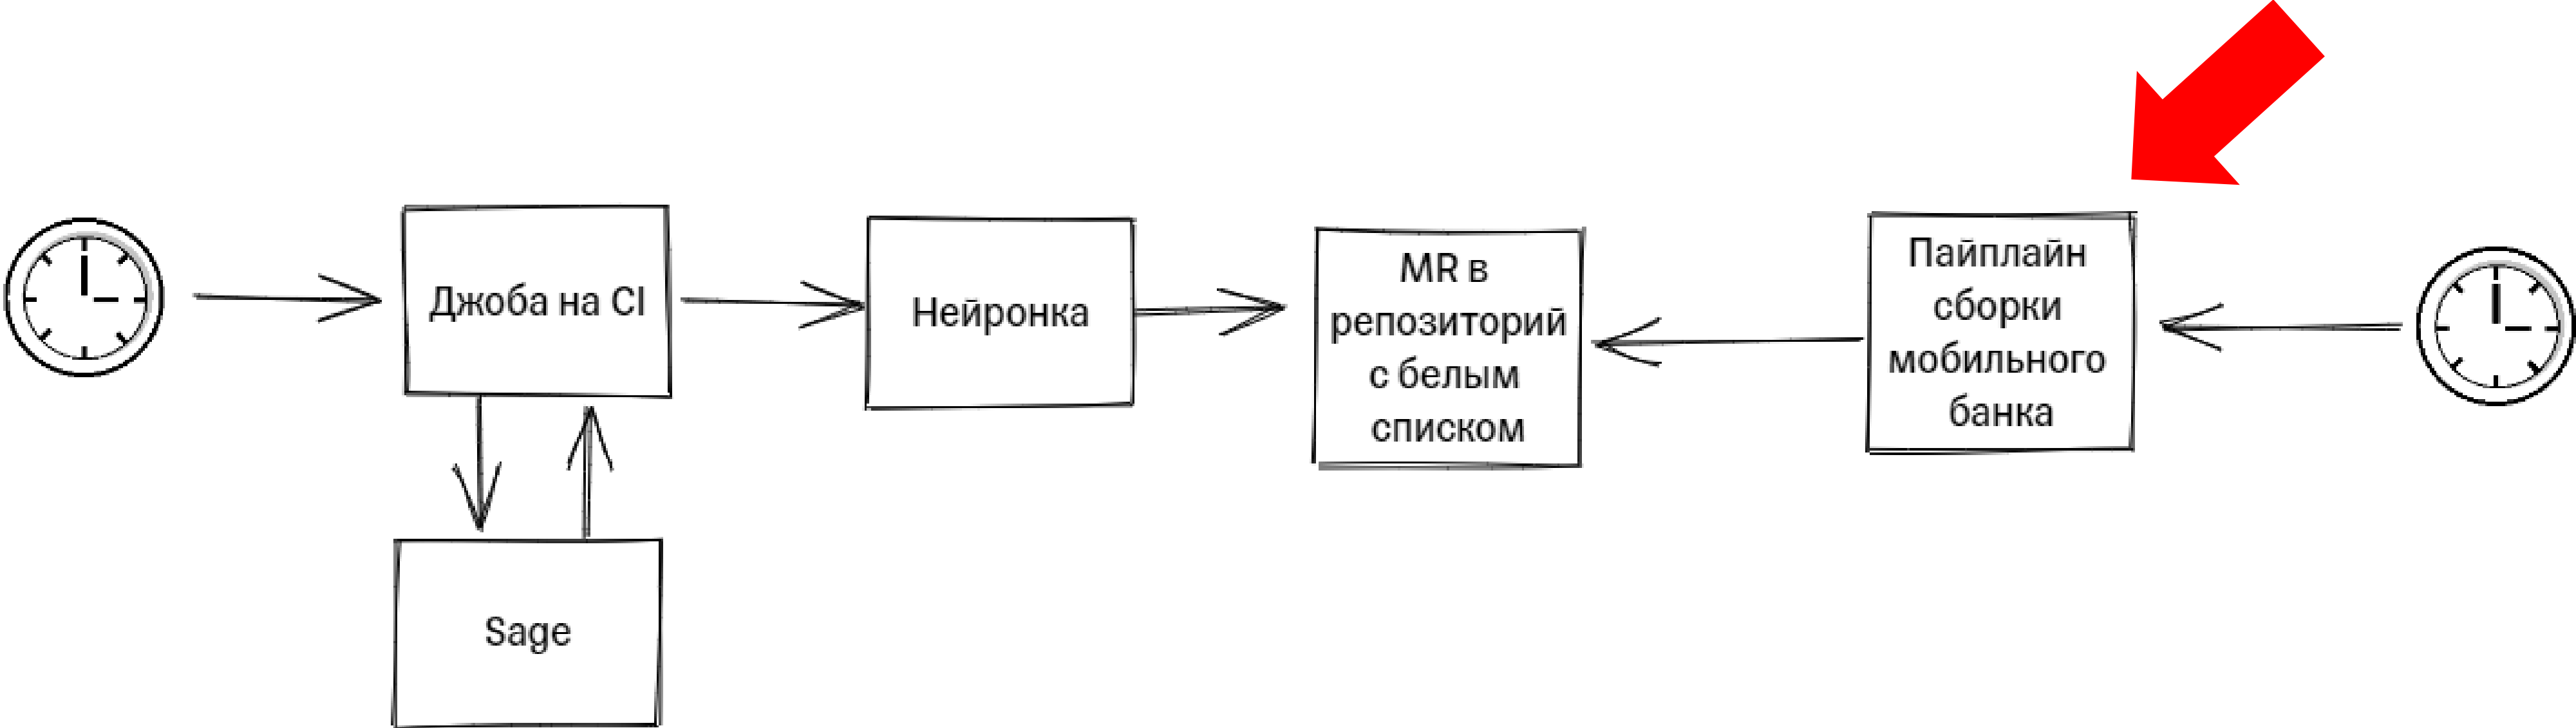 Джоба на CI
Нейронка
MR в
репозиторий
с белым
списком
Пайплайн
сборки
мобильного
банка
Sage